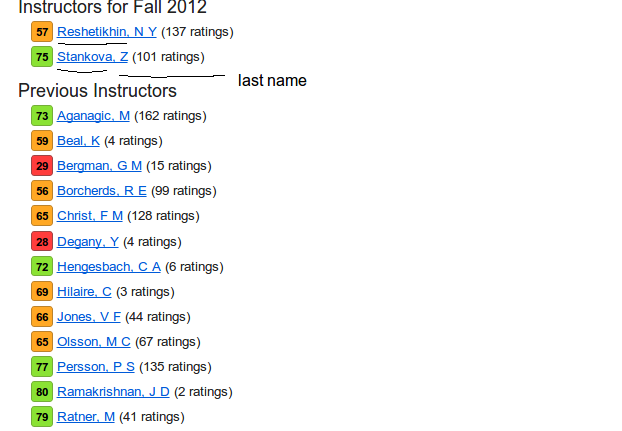 Instructors for Fall 2012
57 Reshetikhin, N Y (137 ratings)
75 Stankova, Z (101 ratings)
last name
Previous Instructors
73 Aganagic, M (162 ratings)
59 Beal, K (4 ratings)
29 Bergman, G M (15 ratings)
56 Borcherds, R E (99 ratings)
65 Christ, F M (128 ratings)
28 Degany, Y (4 ratings)
72 Hengesbach, C A (6 ratings)
69 Hilaire, C (3 ratings)
66 Jones, V F (44 ratings)
65 Olsson, M C (67 ratings)
77 Persson, P S (135 ratings)
80 Ramakrishnan, J D (2 ratings)
79 Ratner, M (41 ratings)